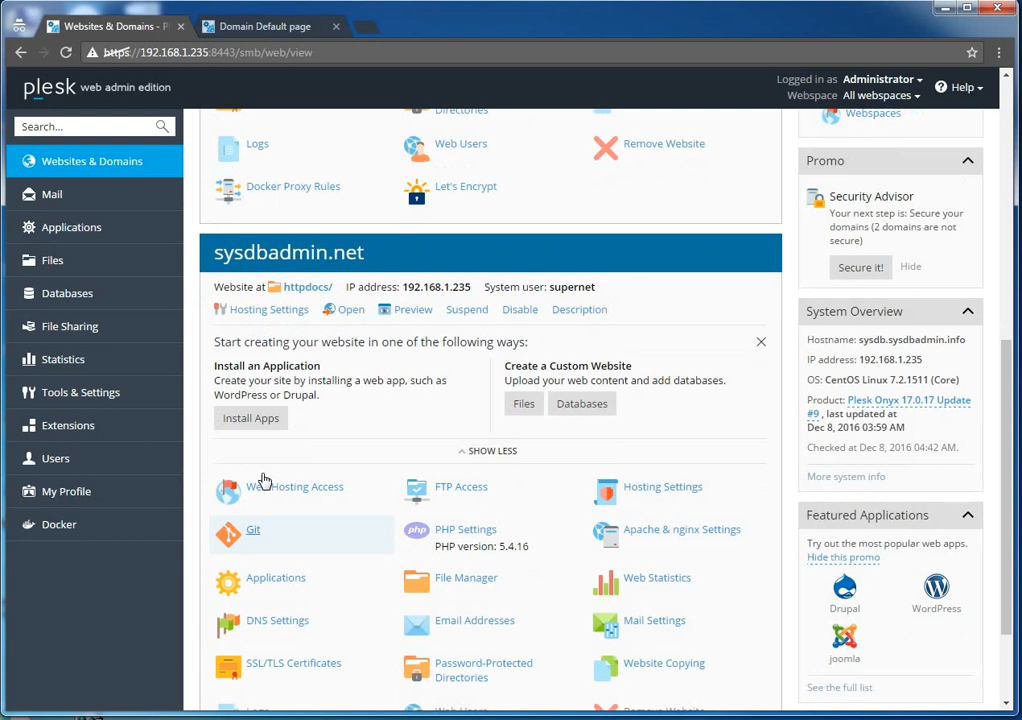 Websites & Domains - P
Domain Default page
https://192.168.1.235:8443/smb/web/view
plesk web admin edition
Logged in as Administrator
Webspace All webspaces
Help
Search...
Websites & Domains
Mail
Applications
Files
Databases
File Sharing
Statistics
Tools & Settings
Extensions
Users
My Profile
Docker
Directories
Logs
Web Users
Remove Website
Docker Proxy Rules
Let's Encrypt
sysdbadmin.net
Website at httpdocs/ IP address: 192.168.1.235 System user: supernet
Hosting Settings Open Preview Suspend Disable Description
Start creating your website in one of the following ways:
Install an Application
Create your site by installing a web app, such as
WordPress or Drupal.
Install Apps
Create a Custom Website
Upload your web content and add databases.
Files Databases
SHOW LESS
Web Hosting Access
FTP Access
Hosting Settings
Git
PHP Settings
PHP version: 5.4.16
Apache & nginx Settings
Applications
File Manager
Web Statistics
DNS Settings
Email Addresses
Mail Settings
SSL/TLS Certificates
Password-Protected
Directories
Website Copying
Logs
Web Users
Remove Website
Webspaces
Promo
Security Advisor
Your next step is: Secure your
domains (2 domains are not
secure)
Secure it! Hide
System Overview
Hostname: sysdb.sysdbadmin.info
IP address: 192.168.1.235
OS: CentOS Linux 7.2.1511 (Core)
Product: Plesk Onyx 17.0.17 Update
#9 , last updated at
Dec 8, 2016 03:59 AM
Checked at Dec 8, 2016 04:42 AM.
More system info
Featured Applications
Try out the most popular web apps.
Hide this promo
Drupal
WordPress
joomla
See the full list